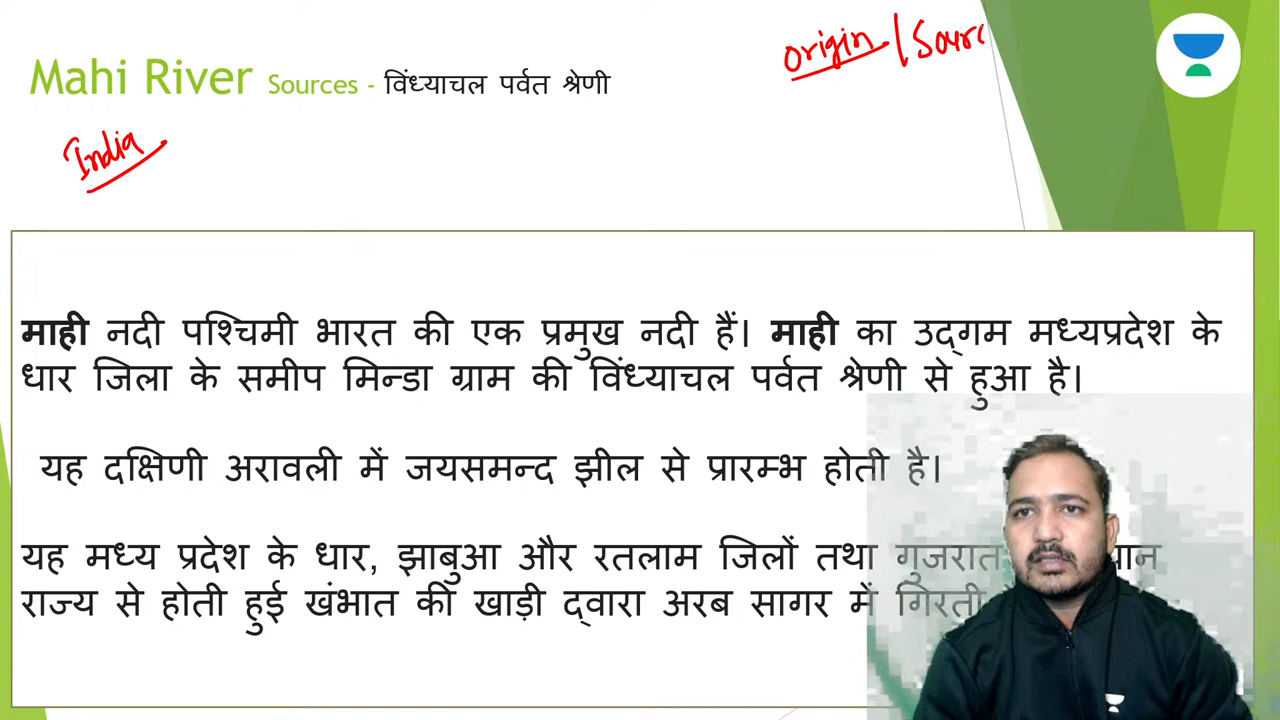 origin / Sourc
Mahi River Sources - विंध्याचल पर्वत श्रेणी
India
माही नदी पश्चिमी भारत की एक प्रमुख नदी हैं। माही का उद्गम मध्यप्रदेश के
धार जिला के समीप मिन्डा ग्राम की विंध्याचल पर्वत श्रेणी से हुआ है।
यह दक्षिणी अरावली में जयसमन्द झील से प्रारम्भ होती है।
यह मध्य प्रदेश के धार, झाबुआ और रतलाम जिलों तथा गुजरात
राज्य से होती हुई खंभात की खाड़ी द्वारा अरब सागर में गिरती